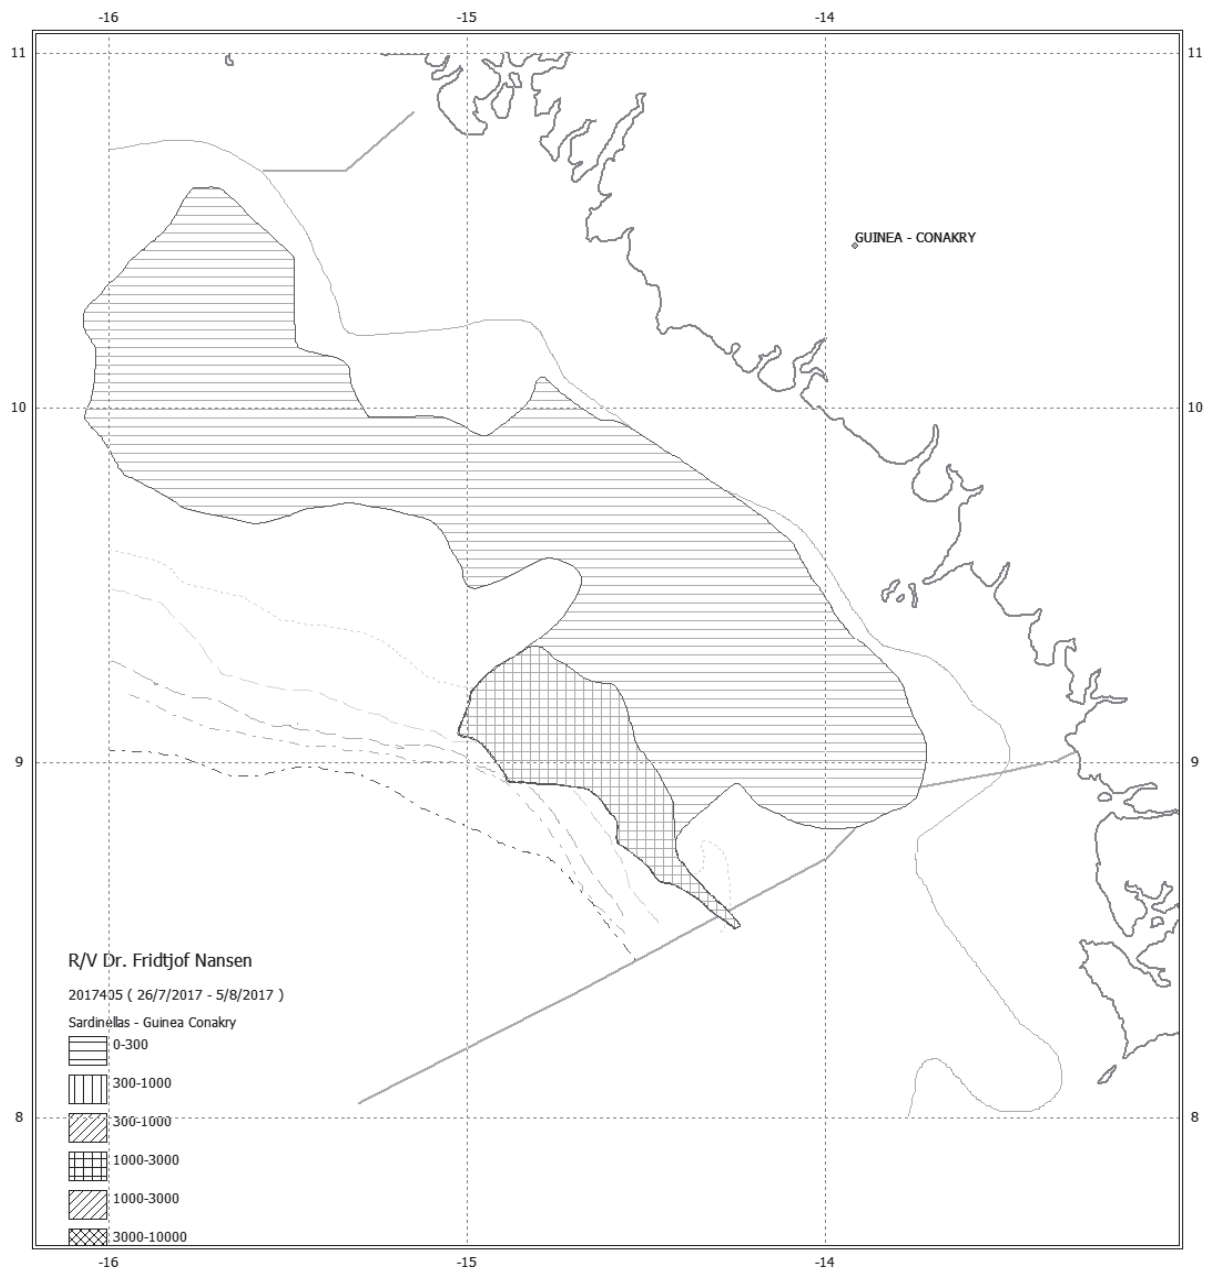 -16 -15 -14
11 11
GUINEA - CONAKRY
10 10
9 9
R/V Dr. Fridtjof Nansen
2017405 ( 26/7/2017 - 5/8/2017 )
Sardinellas - Guinea Conakry
0-300
300-1000
8 8
300-1000
1000-3000
1000-3000
3000-10000
-16 -15 -14